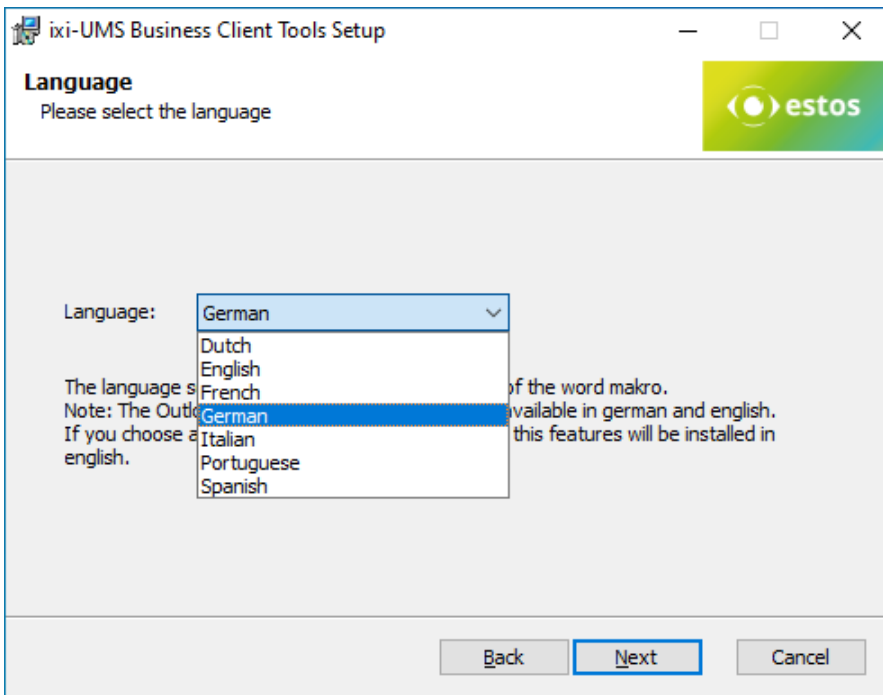 ixi-UMS Business Client Tools Setup
Language
Please select the language
estos
Language:
German
Dutch
English
French
German
Italian
Portuguese
Spanish
The language s of the word makro.
Note: The Outlo vailable in german and english.
If you choose a this features will be installed in
english.
Back
Next
Cancel